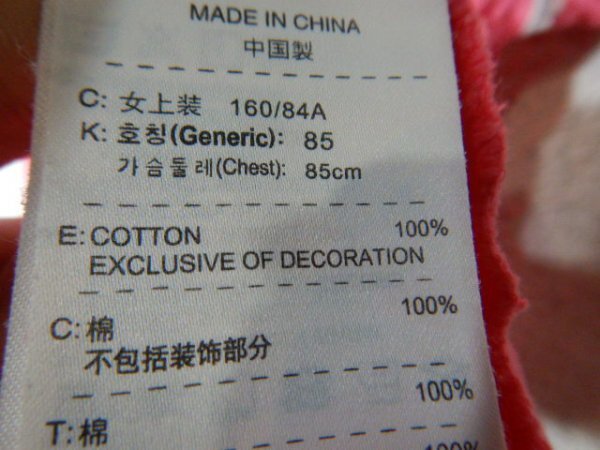 MADE IN CHINA
中国製
C: 女上装 160/84A
K: 호칭(Generic): 85
가슴둘레(Chest): 85cm
E: COTTON 100%
EXCLUSIVE OF DECORATION
C: 棉 100%
不包括装饰部分
T: 棉 100%
100%